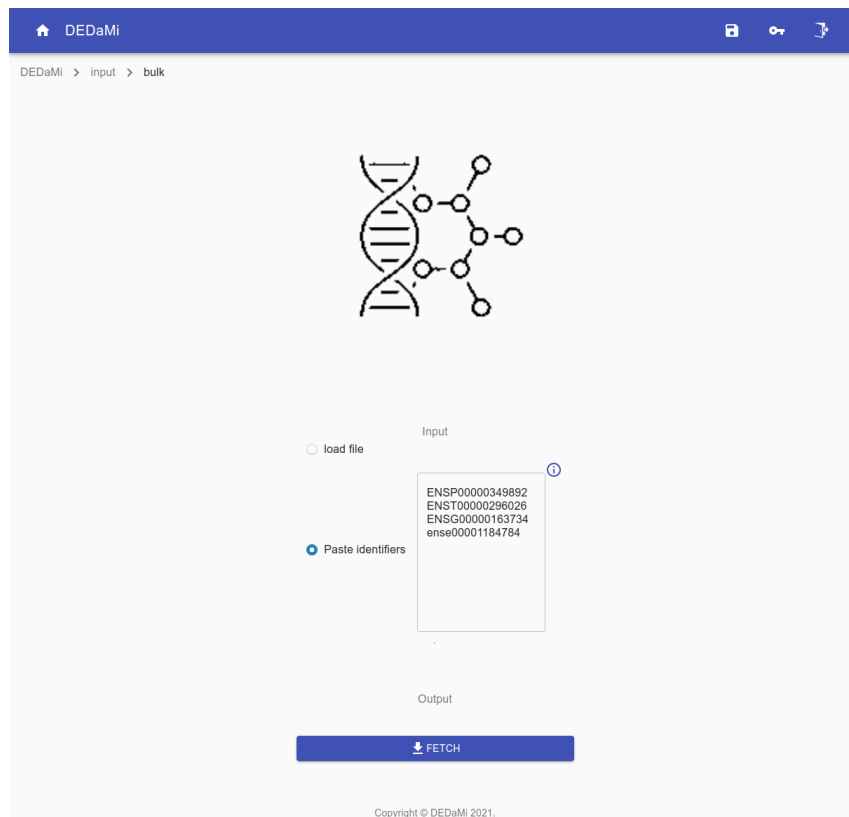 DEDaMi
DEDaMi > input > bulk
Input
load file
ENSP00000349892
ENST00000296026
ENSG00000163734
ense00001184784
Paste identifiers
Output
FETCH
Copyright © DEDaMi 2021.